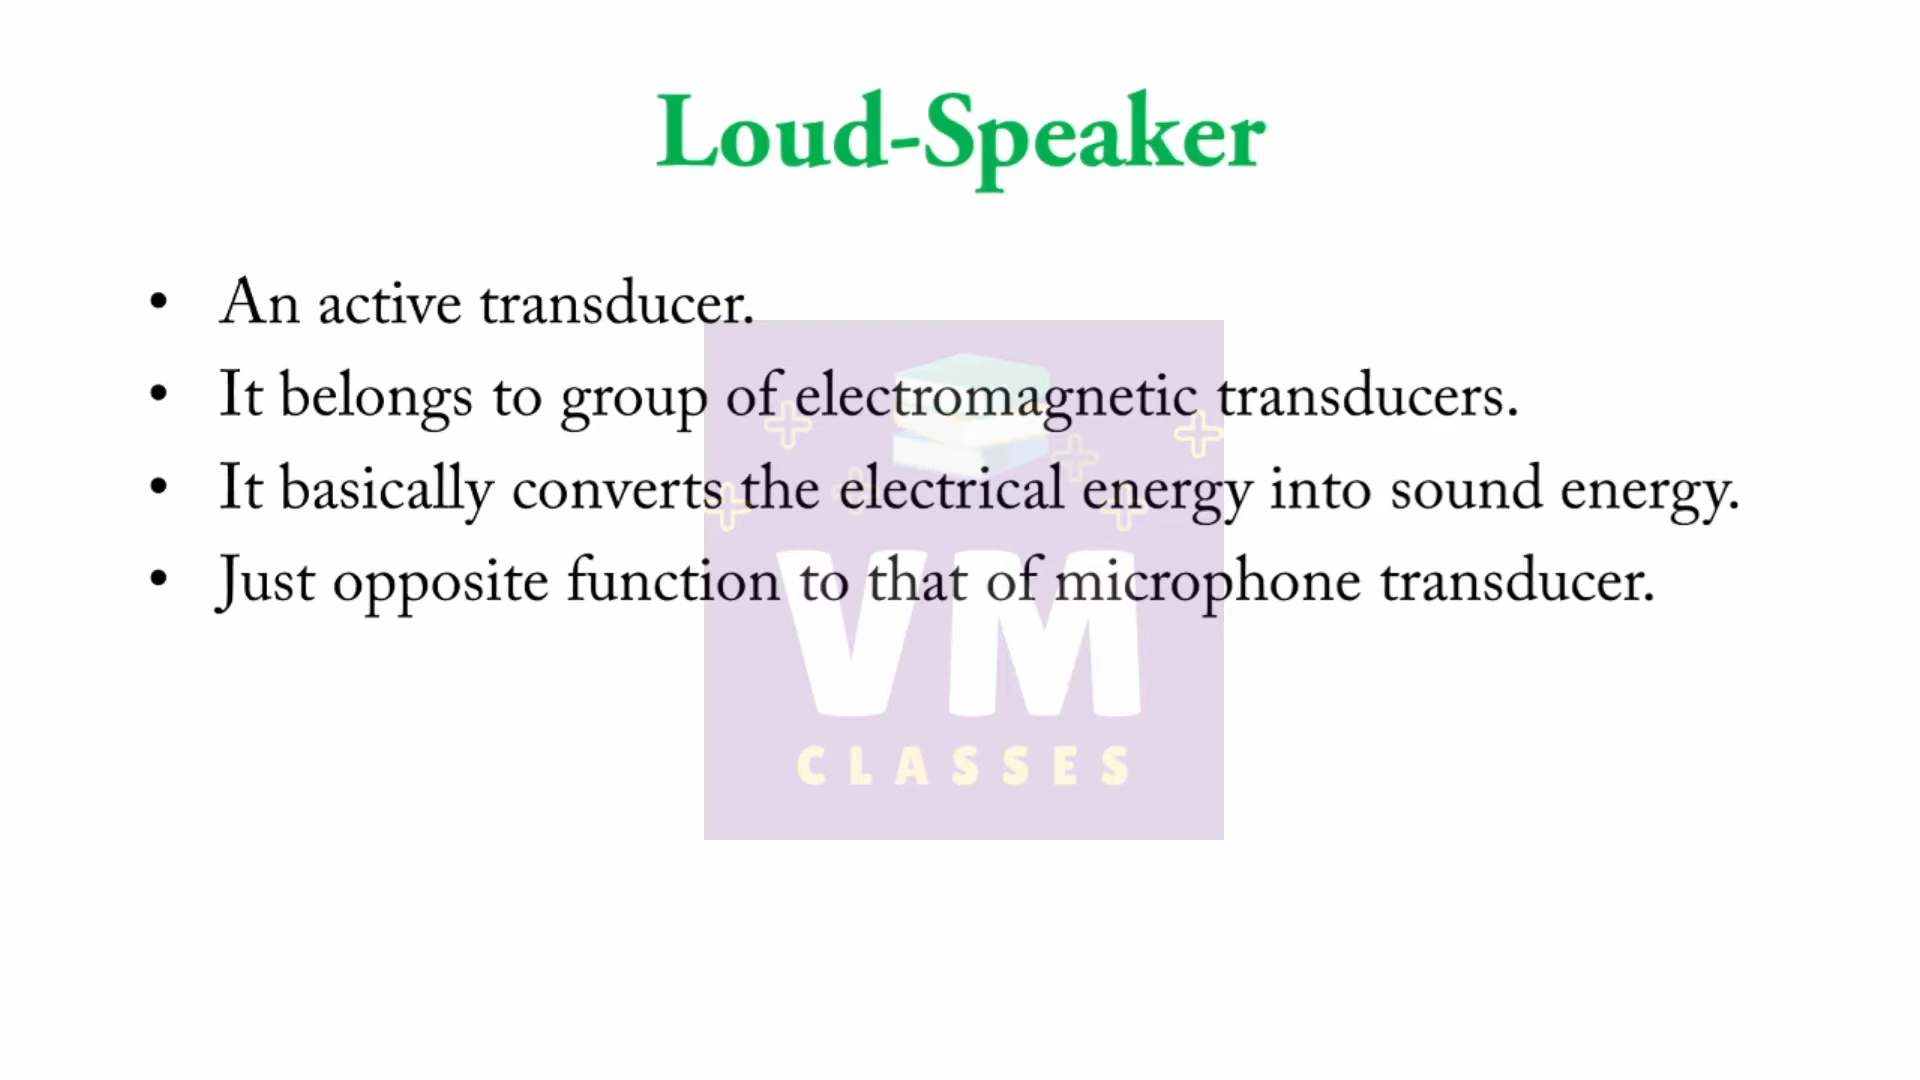 Loud-Speaker
• An active transducer.
• It belongs to group of electromagnetic transducers.
• It basically converts the electrical energy into sound energy.
• Just opposite function to that of microphone transducer.
VM
CLASSES